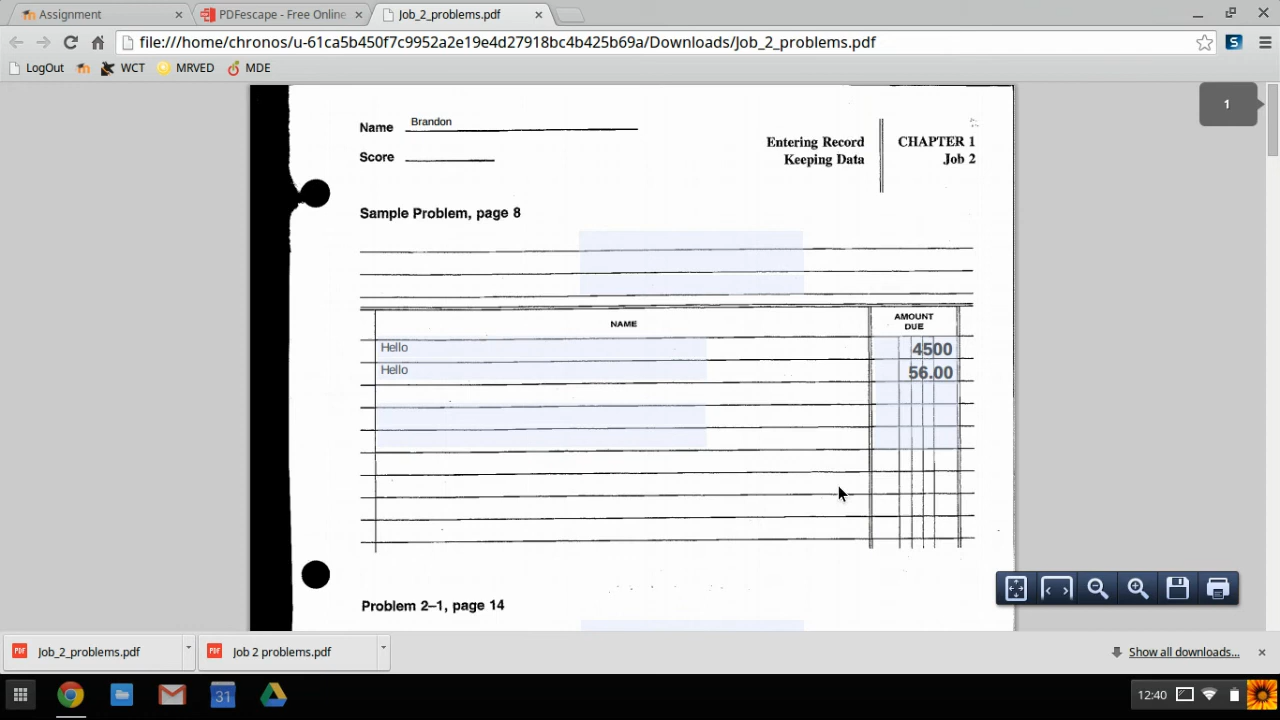 Assignment
PDFescape - Free Online
Job_2_problems.pdf
file:///home/chronos/u-61ca5b450f7c9952a2e19e4d27918bc4b425b69a/Downloads/Job_2_problems.pdf
LogOut
WCT
MRVED
MDE
1
Name Brandon
Score
Entering Record
Keeping Data
CHAPTER 1
Job 2
Sample Problem, page 8
NAME
AMOUNT
DUE
Hello 4500
Hello 56.00
Problem 2–1, page 14
Job_2_problems.pdf
Job 2 problems.pdf
Show all downloads...
31
12:40